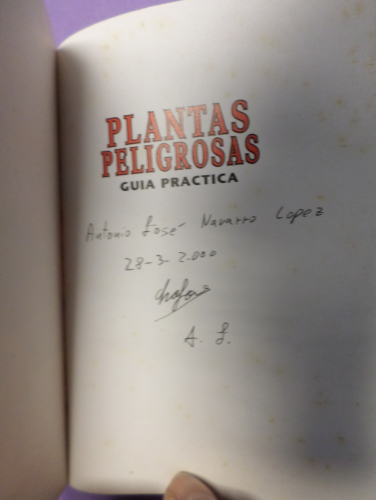 PLANTAS
PELIGROSAS
GUIA PRACTICA
Antonio José Navarro Lopez
28-3-2.000
A. J.